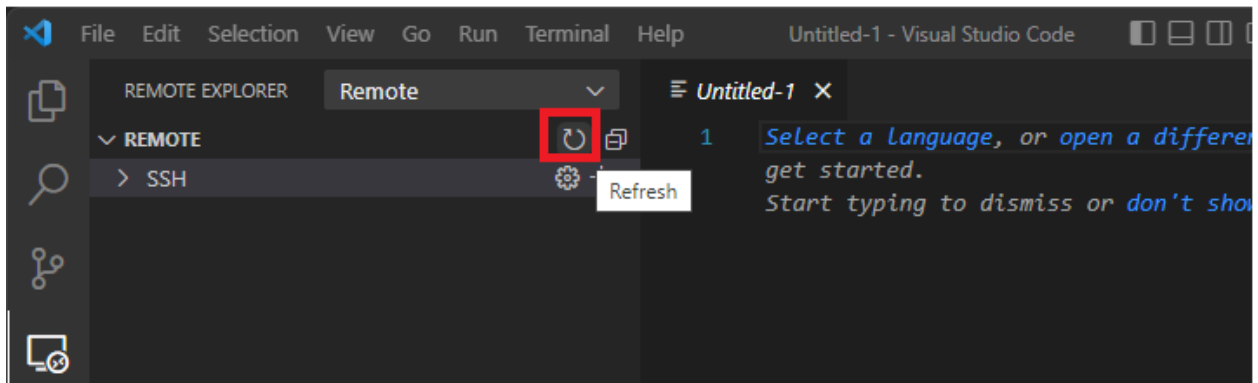 File Edit Selection View Go Run Terminal Help Untitled-1 - Visual Studio Code
REMOTE EXPLORER Remote
Untitled-1
REMOTE
SSH
Refresh
1 Select a language, or open a differen
get started.
Start typing to dismiss or don't show